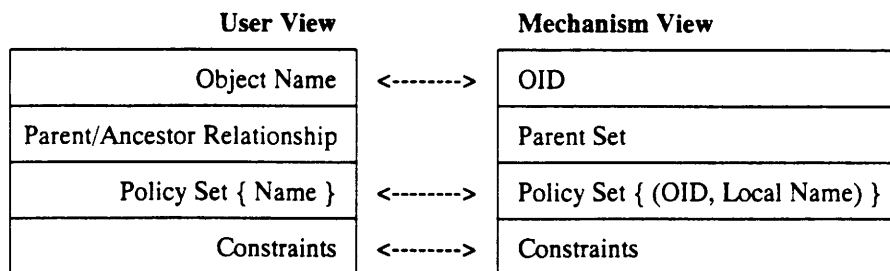 User View Mechanism View
Object Name <--------> OID
Parent/Ancestor Relationship Parent Set
Policy Set { Name } <--------> Policy Set { (OID, Local Name) }
Constraints <--------> Constraints